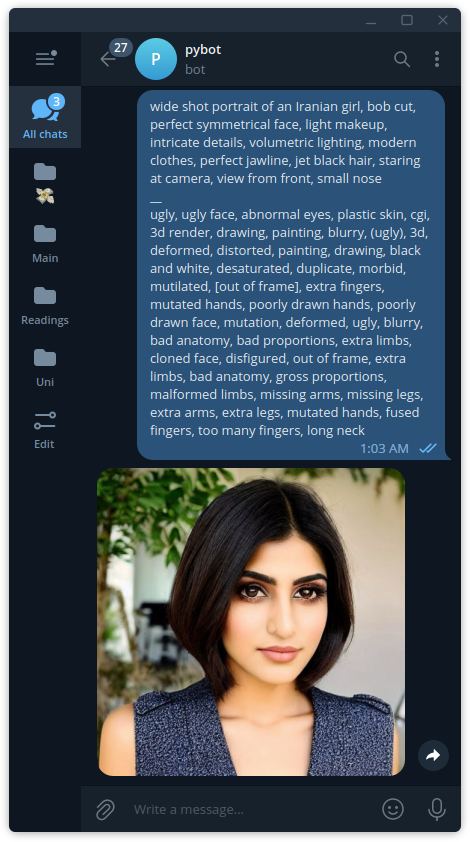 27
pybot
P
bot
3
All chats
Main
Readings
Uni
Edit
wide shot portrait of an Iranian girl, bob cut,
perfect symmetrical face, light makeup,
intricate details, volumetric lighting, modern
clothes, perfect jawline, jet black hair, staring
at camera, view from front, small nose
__
ugly, ugly face, abnormal eyes, plastic skin, cgi,
3d render, drawing, painting, blurry, (ugly), 3d,
deformed, distorted, painting, drawing, black
and white, desaturated, duplicate, morbid,
mutilated, [out of frame], extra fingers,
mutated hands, poorly drawn hands, poorly
drawn face, mutation, deformed, ugly, blurry,
bad anatomy, bad proportions, extra limbs,
cloned face, disfigured, out of frame, extra
limbs, bad anatomy, gross proportions,
malformed limbs, missing arms, missing legs,
extra arms, extra legs, mutated hands, fused
fingers, too many fingers, long neck
1:03 AM
Write a message...